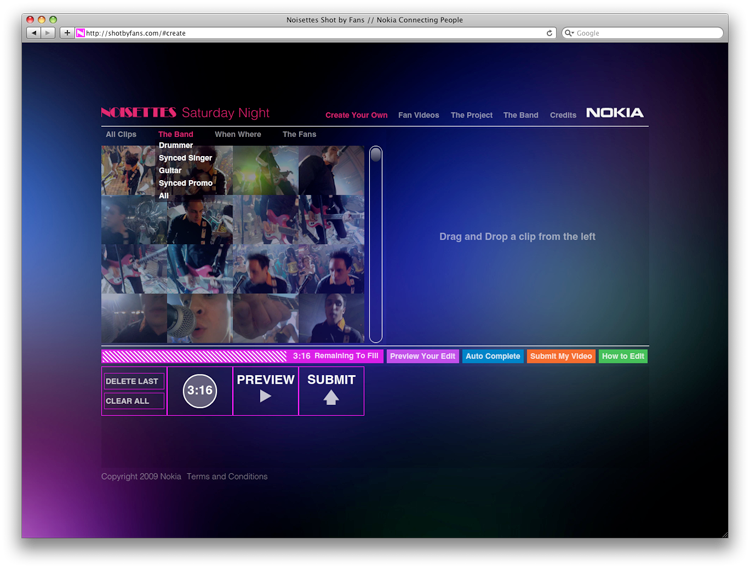 Noisettes Shot by Fans // Nokia Connecting People
http://shotbyfans.com/#create
Google
NOISETTES Saturday Night
Create Your Own Fan Videos The Project The Band Credits NOKIA
All Clips The Band When Where The Fans
Drummer
Synced Singer
Guitar
Synced Promo
All
Drag and Drop a clip from the left
3:16 Remaining To Fill Preview Your Edit Auto Complete Submit My Video How to Edit
DELETE LAST
CLEAR ALL
3:16
PREVIEW
SUBMIT
Copyright 2009 Nokia Terms and Conditions